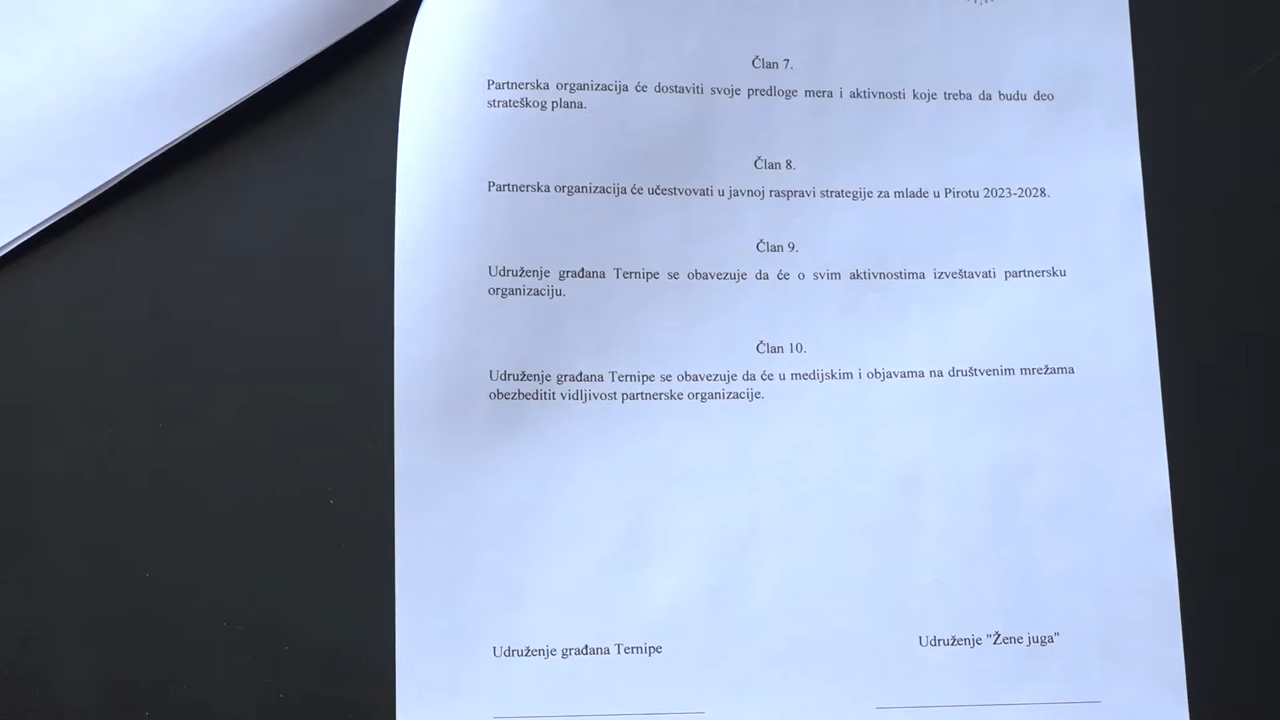 Član 7.
Partnerska organizacija će dostaviti svoje predloge mera i aktivnosti koje treba da budu deo
strateškog plana.
Član 8.
Partnerska organizacija će učestvovati u javnoj raspravi strategije za mlade u Pirotu 2023-2028.
Član 9.
Udruženje građana Ternipe se obavezuje da će o svim aktivnostima izveštavati partnersku
organizaciju.
Član 10.
Udruženje građana Ternipe se obavezuje da će u medijskim i objavama na društvenim mrežama
obezbeditit vidljivost partnerske organizacije.
Udruženje građana Ternipe
Udruženje "Žene juga"